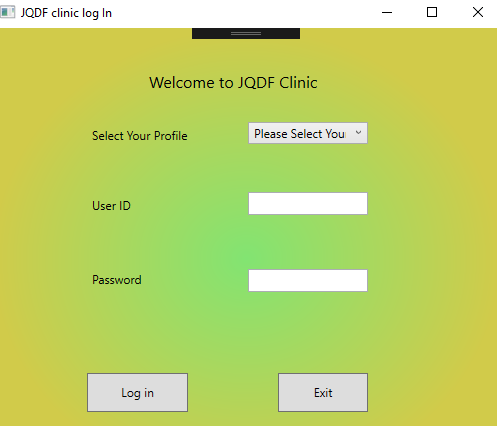 JQDF clinic log In
Welcome to JQDF Clinic
Select Your Profile
Please Select Your
User ID
Password
Log in
Exit